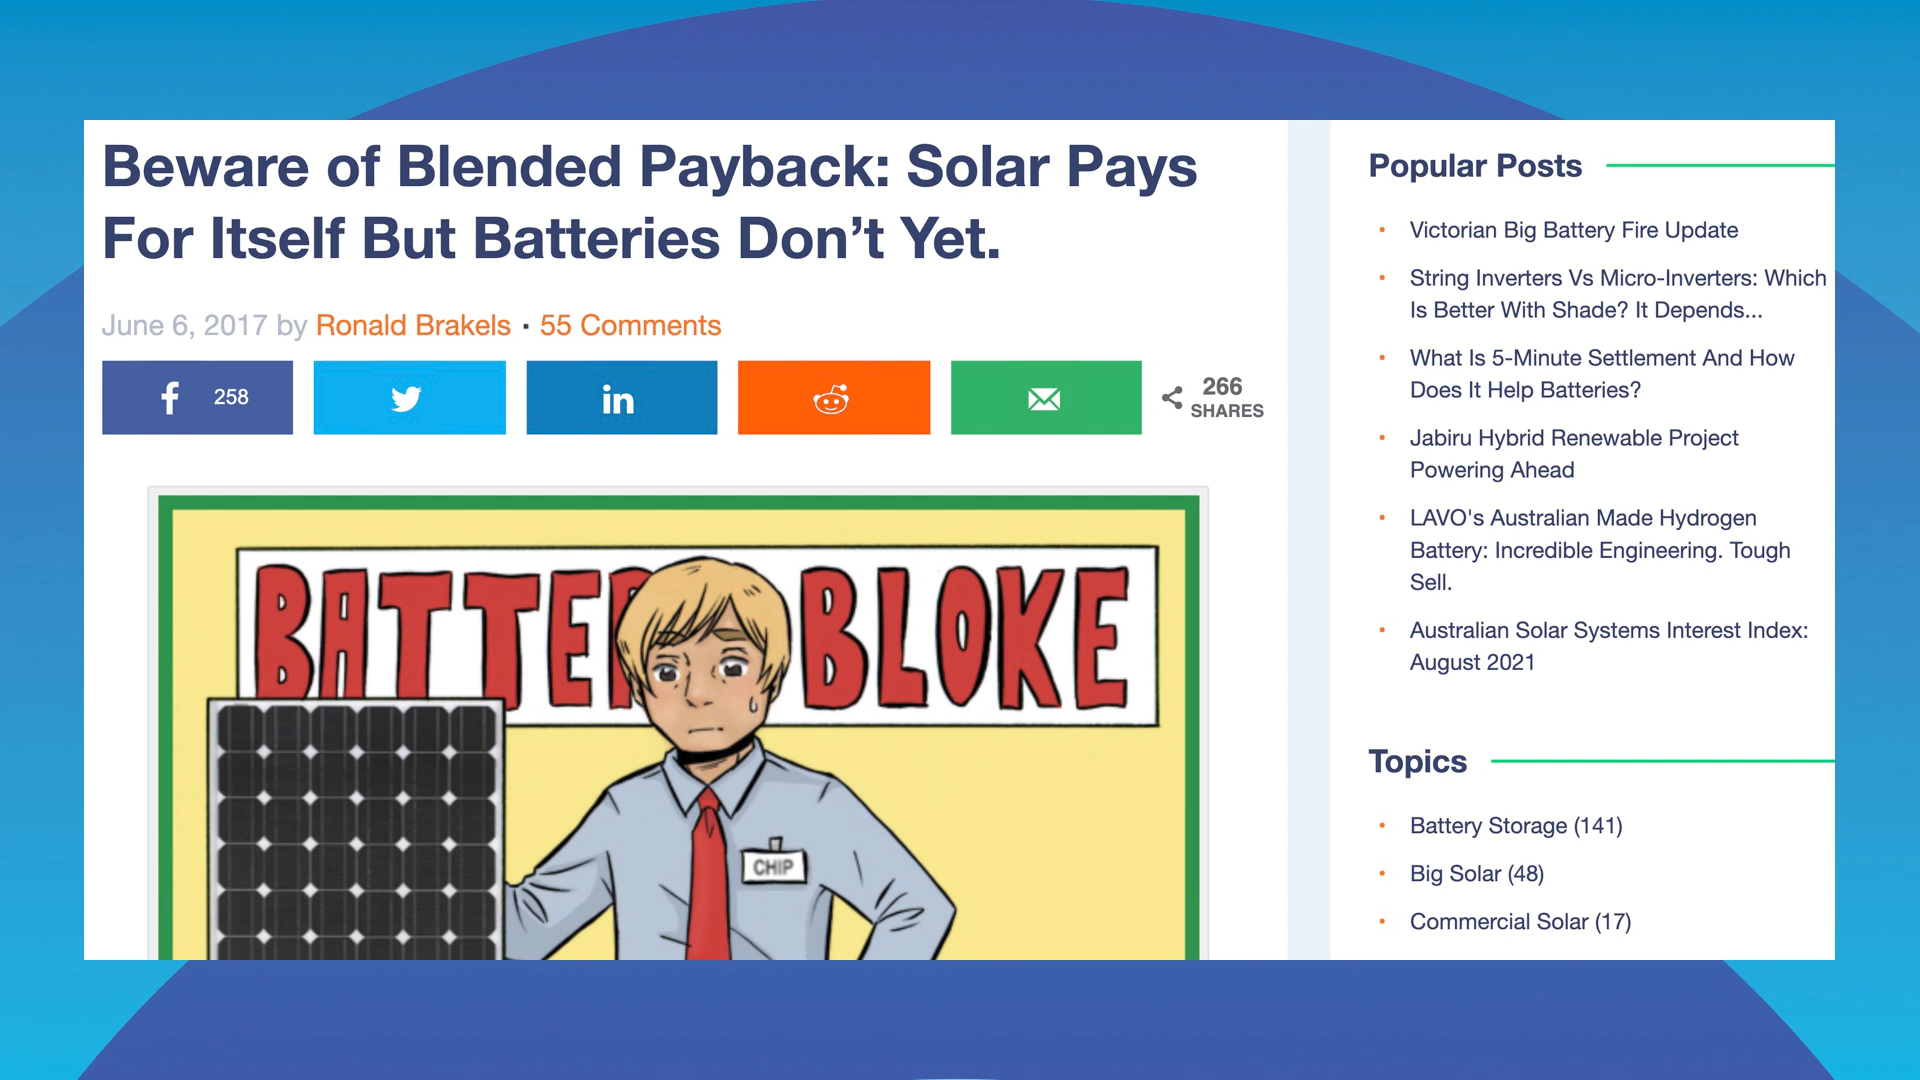 Beware of Blended Payback: Solar Pays
For Itself But Batteries Don’t Yet.
June 6, 2017 by Ronald Brakels · 55 Comments
258
in
266
SHARES
BATTER BLOKE
CHIP
Popular Posts
Victorian Big Battery Fire Update
String Inverters Vs Micro-Inverters: Which
Is Better With Shade? It Depends...
What Is 5-Minute Settlement And How
Does It Help Batteries?
Jabiru Hybrid Renewable Project
Powering Ahead
LAVO's Australian Made Hydrogen
Battery: Incredible Engineering. Tough
Sell.
Australian Solar Systems Interest Index:
August 2021
Topics
Battery Storage (141)
Big Solar (48)
Commercial Solar (17)